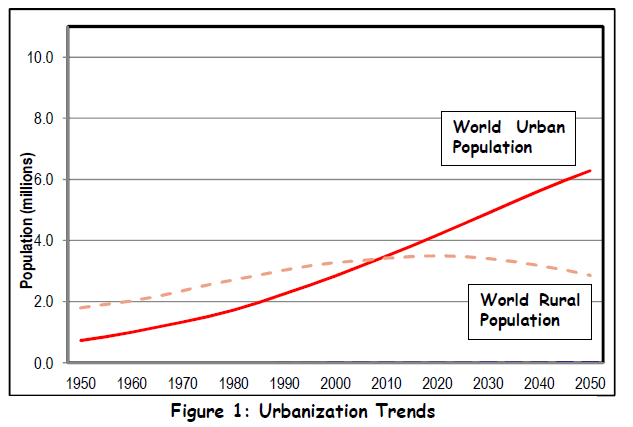 10.0
8.0
6.0
4.0
2.0
0.0
Population (millions)
World Urban
Population
World Rural
Population
1950 1960 1970 1980 1990 2000 2010 2020 2030 2040 2050
Figure 1: Urbanization Trends